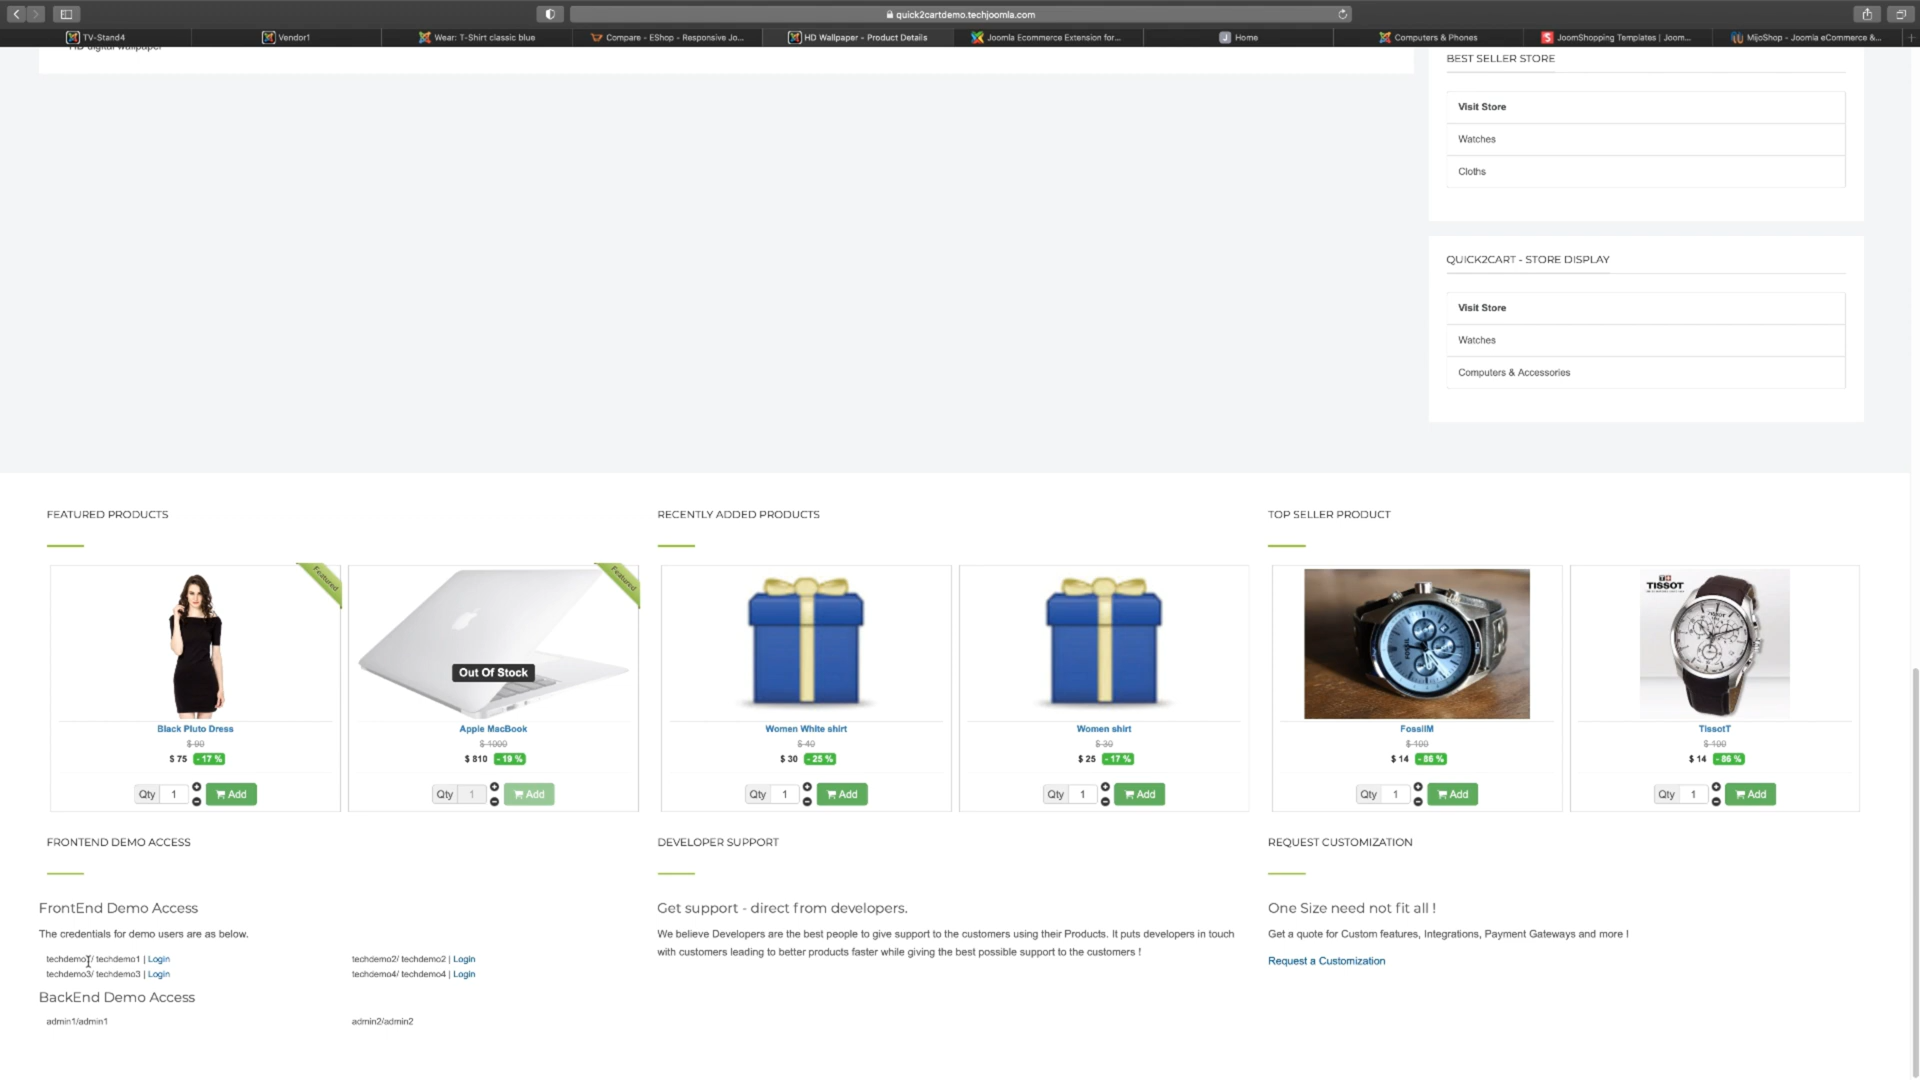 quick2cartdemo.techjoomla.com
TV-Stand4
Vendor1
Wear: T-Shirt classic blue
Compare - EShop - Responsive Jo...
HD Wallpaper - Product Details
Joomla Ecommerce Extension for...
Home
Computers & Phones
JoomShopping Templates | Joom...
MijoShop - Joomla eCommerce &...
HD digital wallpaper
BEST SELLER STORE
Visit Store
Watches
Cloths
QUICK2CART - STORE DISPLAY
Visit Store
Watches
Computers & Accessories
FEATURED PRODUCTS
Featured
Black Pluto Dress
$ 90
$ 75 - 17 %
Qty 1 Add
Featured
Out Of Stock
Apple MacBook
$ 1000
$ 810 - 19 %
Qty 1 Add
RECENTLY ADDED PRODUCTS
Women White shirt
$ 40
$ 30 - 25 %
Qty 1 Add
Women shirt
$ 30
$ 25 - 17 %
Qty 1 Add
TOP SELLER PRODUCT
FOSSIL
FossilM
$ 100
$ 14 - 86 %
Qty 1 Add
TISSOT
TissotT
$ 100
$ 14 - 86 %
Qty 1 Add
FRONTEND DEMO ACCESS
FrontEnd Demo Access
The credentials for demo users are as below.
techdemo1/ techdemo1 | Login
techdemo2/ techdemo2 | Login
techdemo3/ techdemo3 | Login
techdemo4/ techdemo4 | Login
BackEnd Demo Access
admin1/admin1
admin2/admin2
DEVELOPER SUPPORT
Get support - direct from developers.
We believe Developers are the best people to give support to the customers using their Products. It puts developers in touch
with customers leading to better products faster while giving the best possible support to the customers !
REQUEST CUSTOMIZATION
One Size need not fit all !
Get a quote for Custom features, Integrations, Payment Gateways and more !
Request a Customization